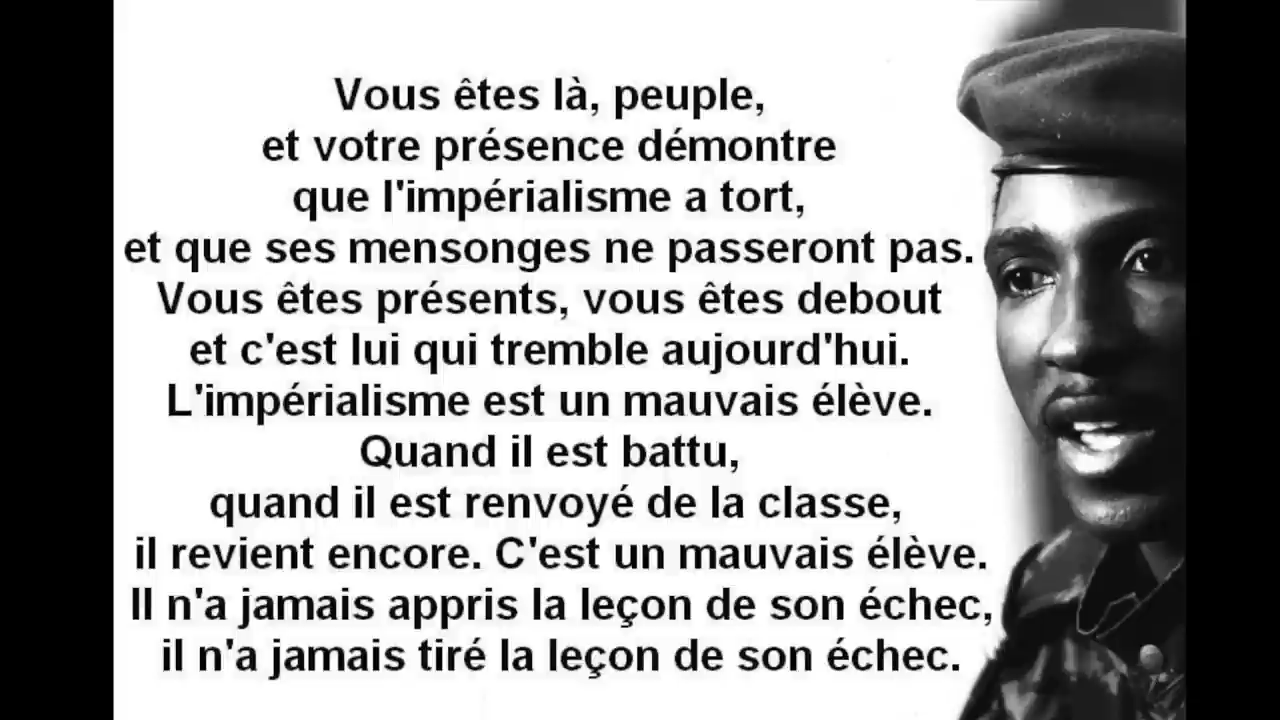 Vous êtes là, peuple,
et votre présence démontre
que l'impérialisme a tort,
et que ses mensonges ne passeront pas.
Vous êtes présents, vous êtes debout
et c'est lui qui tremble aujourd'hui.
L'impérialisme est un mauvais élève.
Quand il est battu,
quand il est renvoyé de la classe,
il revient encore. C'est un mauvais élève.
Il n'a jamais appris la leçon de son échec,
il n'a jamais tiré la leçon de son échec.